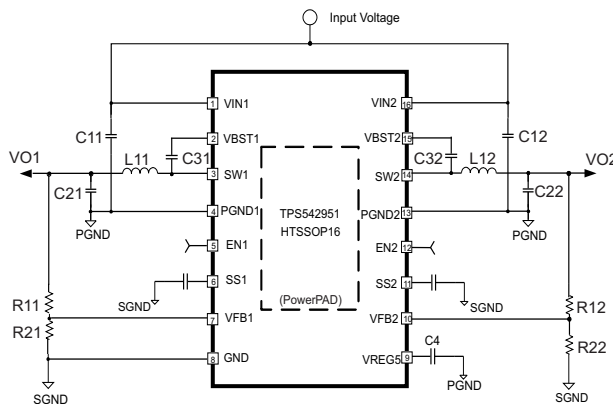 Input Voltage
1 VIN1 VIN2 16
C11 C12
2 VBST1 VBST2 15
VO1 L11 C31 C32 L12 VO2
3 SW1 SW2 14
C21 TPS542951 C22
4 PGND1 HTSSOP16 PGND2 13
PGND PGND
5 EN1 EN2 12
6 SS1 SS2 11
(PowerPAD)
SGND SGND
R11 R12
7 VFB1 VFB2 10
R21 C4 R22
8 GND VREG5 9
SGND PGND SGND